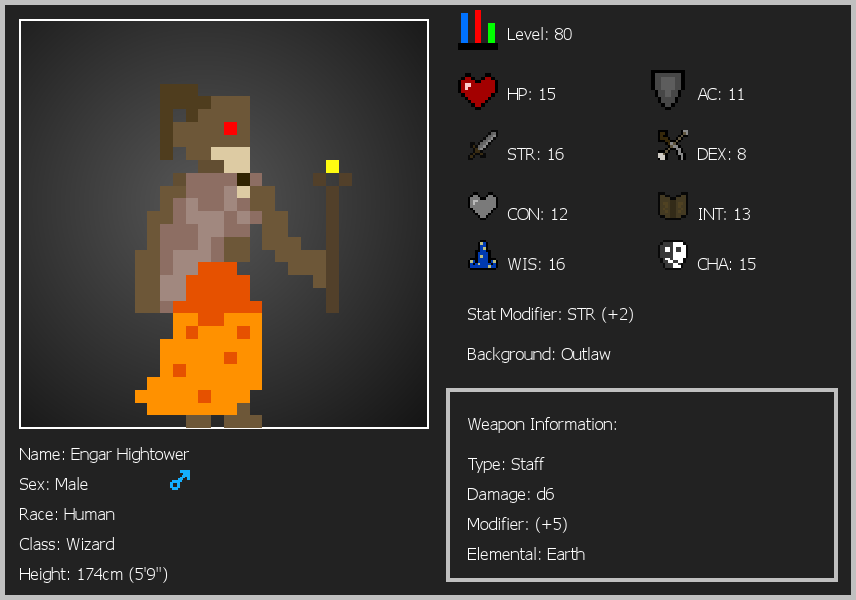 Level: 80
HP: 15
AC: 11
STR: 16
DEX: 8
CON: 12
INT: 13
WIS: 16
CHA: 15
Stat Modifier: STR (+2)
Background: Outlaw
Weapon Information:
Type: Staff
Damage: d6
Modifier: (+5)
Elemental: Earth
Name: Engar Hightower
Sex: Male
Race: Human
Class: Wizard
Height: 174cm (5'9")